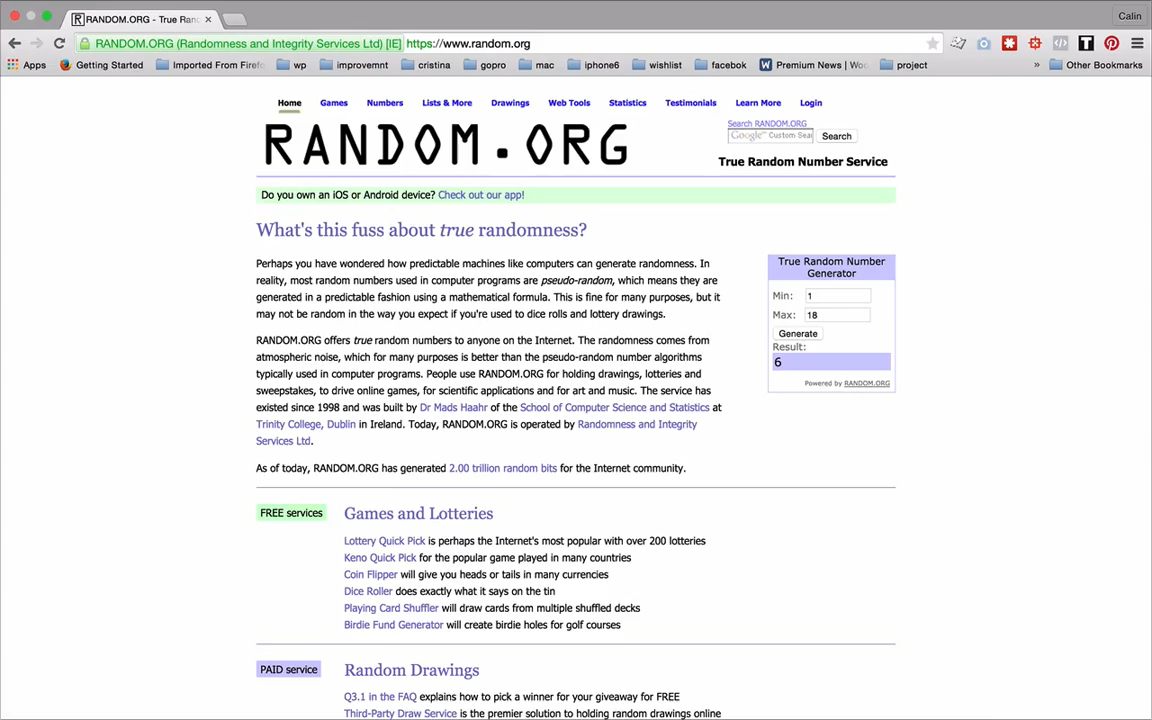 RANDOM.ORG - True Ran
Calin
RANDOM.ORG (Randomness and Integrity Services Ltd) [IE] https://www.random.org
Apps Getting Started Imported From Firefo wp improvemnt cristina gopro mac iphone6 wishlist facebok Premium News | Woo project » Other Bookmarks
Home Games Numbers Lists & More Drawings Web Tools Statistics Testimonials Learn More Login
RANDOM.ORG
Search RANDOM.ORG
Google™ Custom Sear Search
True Random Number Service
Do you own an iOS or Android device? Check out our app!
What's this fuss about true randomness?
Perhaps you have wondered how predictable machines like computers can generate randomness. In
reality, most random numbers used in computer programs are pseudo-random, which means they are
generated in a predictable fashion using a mathematical formula. This is fine for many purposes, but it
may not be random in the way you expect if you're used to dice rolls and lottery drawings.
RANDOM.ORG offers true random numbers to anyone on the Internet. The randomness comes from
atmospheric noise, which for many purposes is better than the pseudo-random number algorithms
typically used in computer programs. People use RANDOM.ORG for holding drawings, lotteries and
sweepstakes, to drive online games, for scientific applications and for art and music. The service has
existed since 1998 and was built by Dr Mads Haahr of the School of Computer Science and Statistics at
Trinity College, Dublin in Ireland. Today, RANDOM.ORG is operated by Randomness and Integrity
Services Ltd.
As of today, RANDOM.ORG has generated 2.00 trillion random bits for the Internet community.
True Random Number
Generator
Min: 1
Max: 18
Generate
Result:
6
Powered by RANDOM.ORG
FREE services
Games and Lotteries
Lottery Quick Pick is perhaps the Internet's most popular with over 200 lotteries
Keno Quick Pick for the popular game played in many countries
Coin Flipper will give you heads or tails in many currencies
Dice Roller does exactly what it says on the tin
Playing Card Shuffler will draw cards from multiple shuffled decks
Birdie Fund Generator will create birdie holes for golf courses
PAID service
Random Drawings
Q3.1 in the FAQ explains how to pick a winner for your giveaway for FREE
Third-Party Draw Service is the premier solution to holding random drawings online